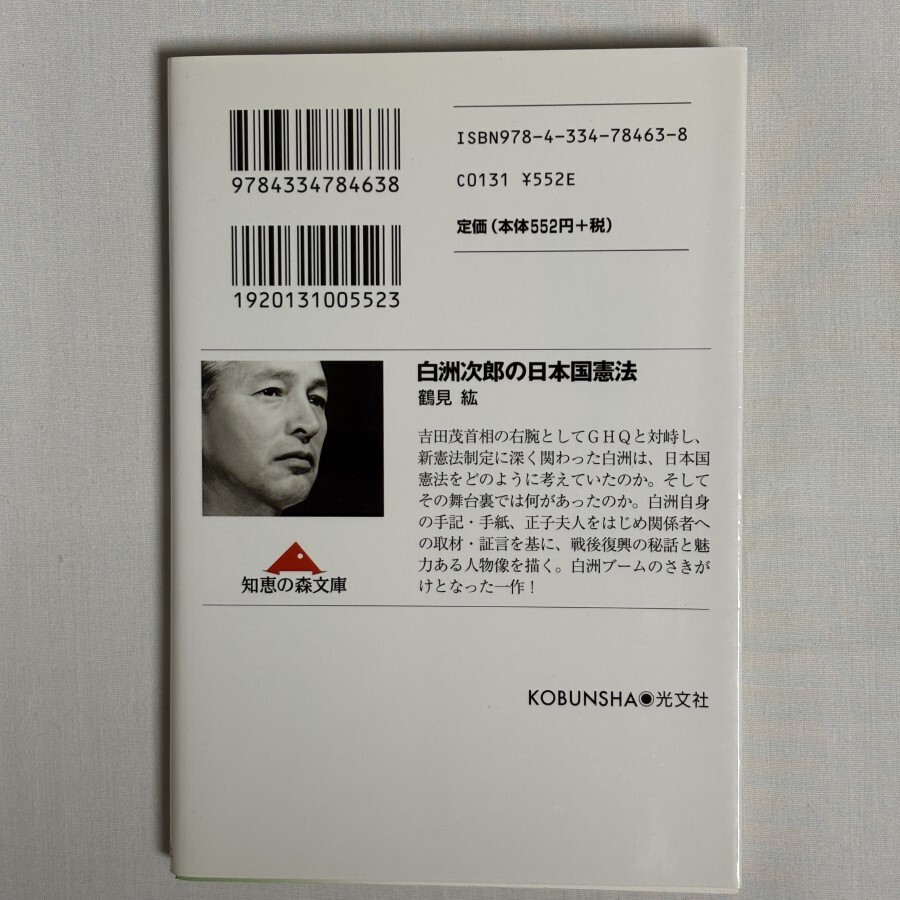 ISBN978-4-334-78463-8
9784334784638
C0131 ¥552E
定価(本体552円+税)
1920131005523
白洲次郎の日本国憲法
鶴見 紘
吉田茂首相の右腕としてGHQと対峙し、
新憲法制定に深く関わった白洲は、日本国
憲法をどのように考えていたのか。そして
その舞台裏では何があったのか。白洲自身
の手記・手紙、正子夫人をはじめ関係者へ
の取材・証言を基に、戦後復興の秘話と魅
力ある人物像を描く。白洲ブームのさきが
けとなった一作!
知恵の森文庫
KOBUNSHA◉光文社